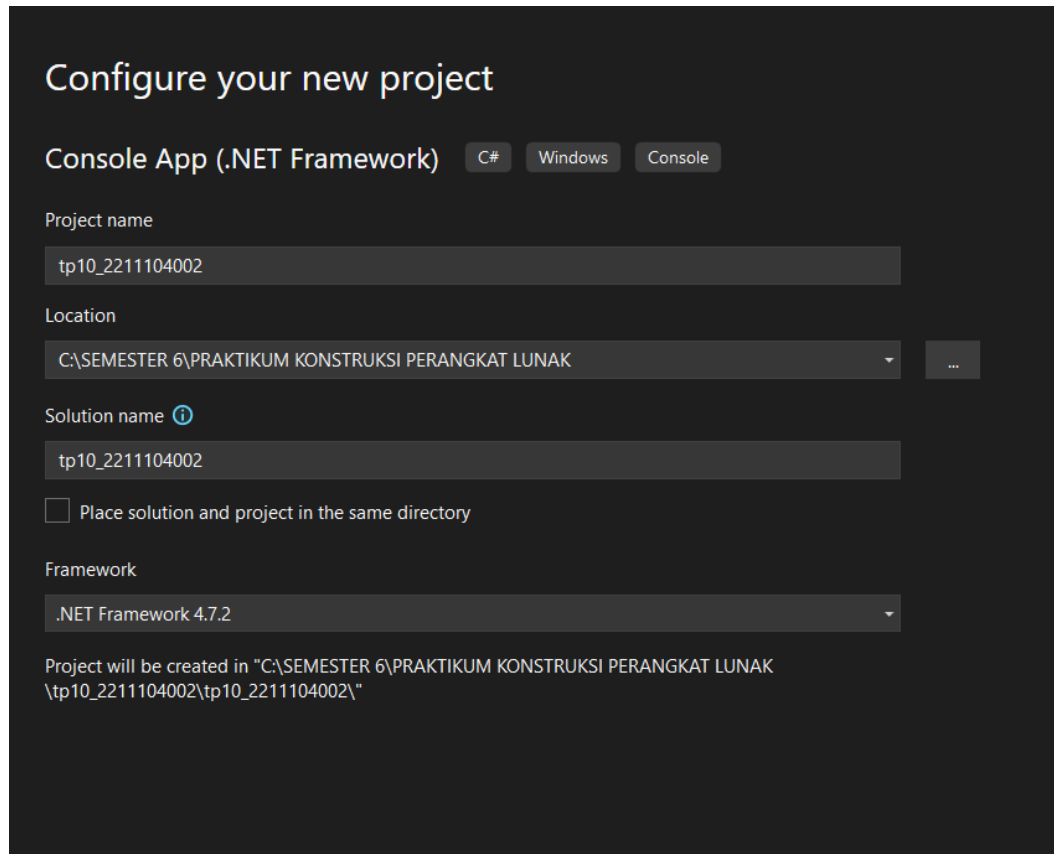 Configure your new project
Console App (.NET Framework) C# Windows Console
Project name
tp10_2211104002
Location
C:\SEMESTER 6\PRAKTIKUM KONSTRUKSI PERANGKAT LUNAK ...
Solution name
tp10_2211104002
Place solution and project in the same directory
Framework
.NET Framework 4.7.2
Project will be created in "C:\SEMESTER 6\PRAKTIKUM KONSTRUKSI PERANGKAT LUNAK
\tp10_2211104002\tp10_2211104002\"